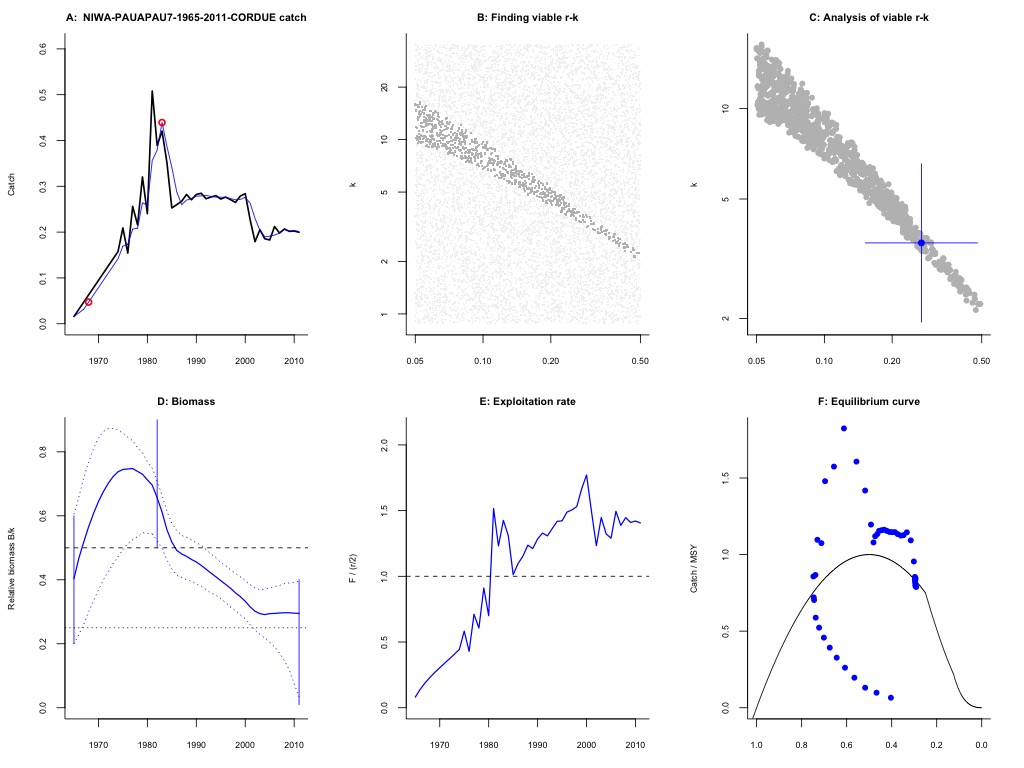 A:  NIWA-PAUAPAU7-1965-2011-CORDUE catch
Catch
0.0 0.1 0.2 0.3 0.4 0.5 0.6
1970 1980 1990 2000 2010
B: Finding viable r-k
k
1 2 5 10 20
0.05 0.10 0.20 0.50
C: Analysis of viable r-k
k
2 5 10
0.05 0.10 0.20 0.50
D: Biomass
Relative biomass B/k
0.0 0.2 0.4 0.6 0.8
1970 1980 1990 2000 2010
E: Exploitation rate
F / (r/2)
0.0 0.5 1.0 1.5 2.0
1970 1980 1990 2000 2010
F: Equilibrium curve
Catch / MSY
0.0 0.5 1.0 1.5
1.0 0.8 0.6 0.4 0.2 0.0